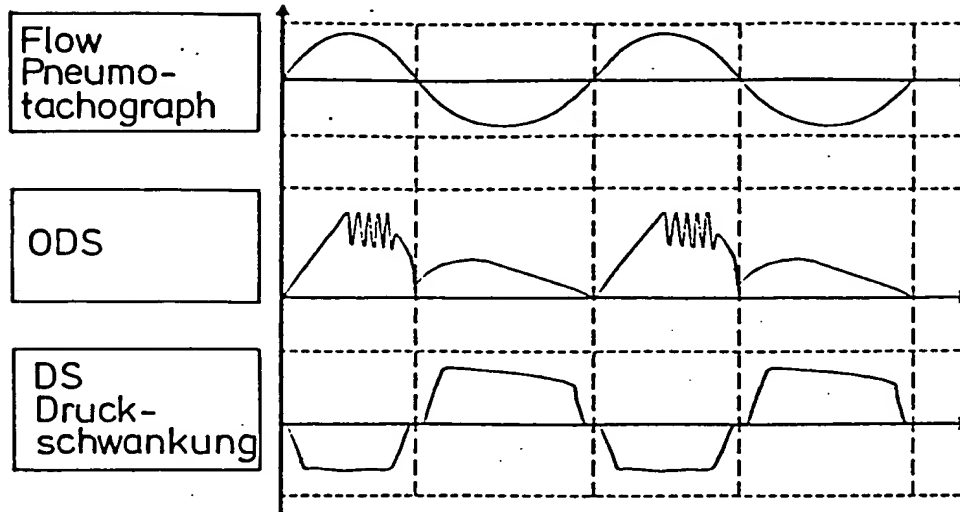 Flow
Pneumo-
tachograph
ODS
DS
Druck-
schwankung